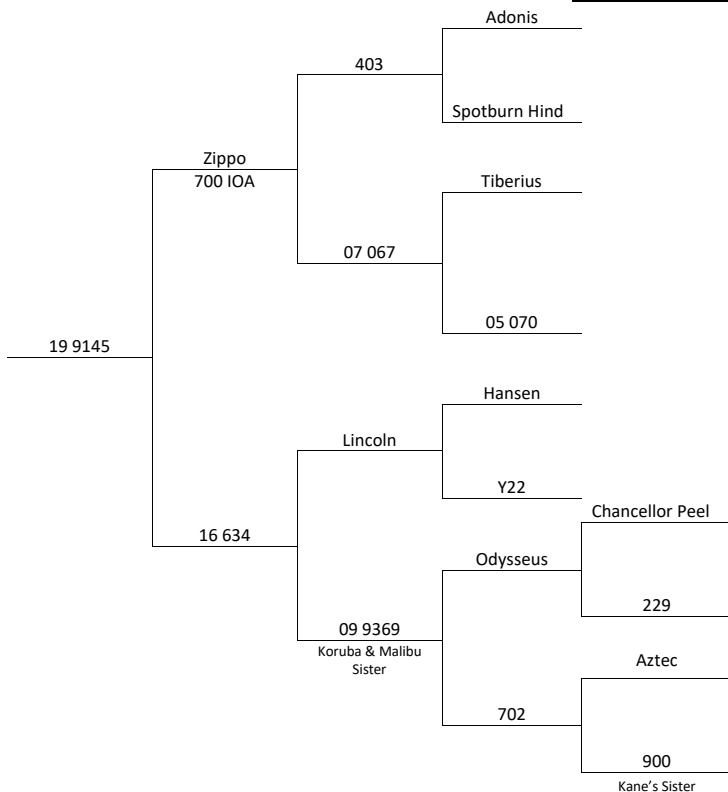 Adonis
403
Spotburn Hind
Zippo
700 IOA
Tiberius
07 067
05 070
19 9145
Hansen
Lincoln
Y22
Chancellor Peel
16 634
Odysseus
229
09 9369
Koruba & Malibu
Sister
Aztec
702
900
Kane's Sister